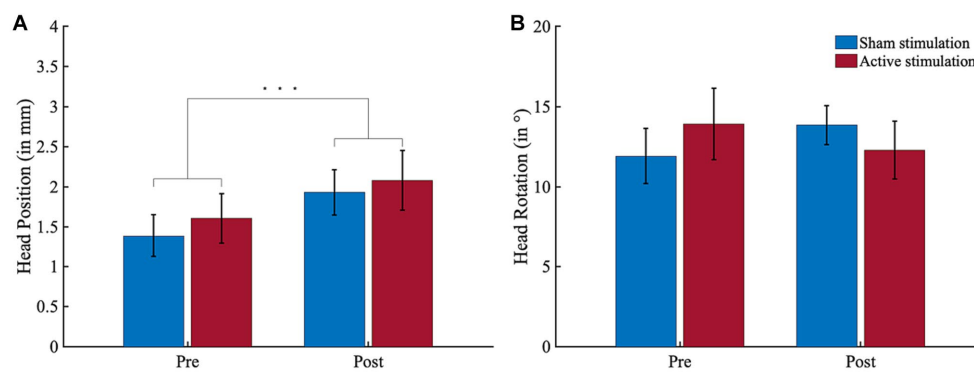 A
Head Position (in mm)
4
3.5
3
2.5
2
1.5
1
0.5
0
* * *
Pre
Post
B
Head Rotation (in °)
20
15
10
5
0
Sham stimulation
Active stimulation
Pre
Post